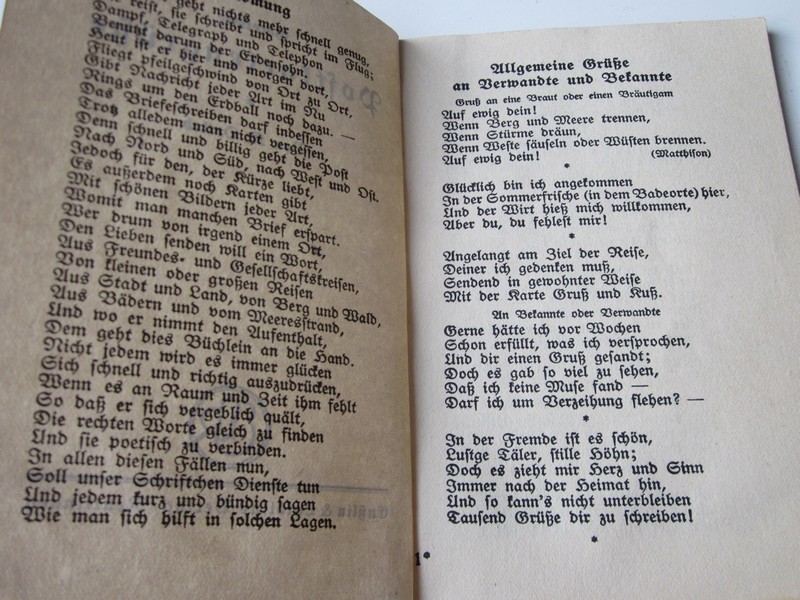 geht nichts mehr schnell genug,
reist, sie schreibt und spricht im Flug;
Dampf, Telegraph und Telephon
Benutzt darum der Erdensohn.
Heut ist er hier und morgen dort,
Fliegt pfeilgeschwind von Ort zu Ort,
Gibt Nachricht jeder Art im Nu
Rings um den Erdball noch dazu. —
Das Briefeschreiben darf indessen
Trotz alledem man nicht vergessen,
Denn schnell und billig geht die Post
Nach Nord und Süd, nach West und Ost.
Jedoch für den, der Kürze liebt,
Es außerdem noch Karten gibt
Mit schönen Bildern jeder Art,
Womit man manchen Brief erspart.
Wer drum von irgend einem Ort,
Den Lieben senden will ein Wort,
Aus Freundes- und Gesellschaftskreisen,
Von kleinen oder großen Reisen
Aus Stadt und Land, von Berg und Wald,
Aus Bädern und vom Meeresstrand,
Und wo er nimmt den Aufenthalt,
Dem geht dies Büchlein an die Hand.
Nicht jedem wird es immer glücken
Sich schnell und richtig auszudrücken,
Wenn es an Raum und Zeit ihm fehlt
So daß er sich vergeblich quält,
Die rechten Worte gleich zu finden
Und sie poetisch zu verbinden.
In allen diesen Fällen nun,
Soll unser Schriftchen Dienste tun
Und jedem kurz und bündig sagen
Wie man sich hilft in solchen Lagen.
Allgemeine Grüße
an Verwandte und Bekannte
Gruß an eine Braut oder einen Bräutigam
Auf ewig dein!
Wenn Berg und Meere trennen,
Wenn Stürme dräun,
Wenn Weste säuseln oder Wüsten brennen.
Auf ewig dein! (Matthison)
*
Glücklich bin ich angekommen
In der Sommerfrische (in dem Badeorte) hier,
Und der Wirt hieß mich willkommen,
Aber du, du fehlest mir!
*
Angelangt am Ziel der Reise,
Deiner ich gedenken muß,
Sendend in gewohnter Weise
Mit der Karte Gruß und Kuß.
An Bekannte oder Verwandte
Gerne hätte ich vor Wochen
Schon erfüllt, was ich versprochen,
Und dir einen Gruß gesandt;
Doch es gab so viel zu sehen,
Daß ich keine Muse fand —
Darf ich um Verzeihung flehen? —
*
In der Fremde ist es schön,
Lustge Täler, stille Höhn;
Doch es zieht mir Herz und Sinn
Immer nach der Heimat hin,
Und so kann's nicht unterbleiben
Tausend Grüße dir zu schreiben!
*
1*